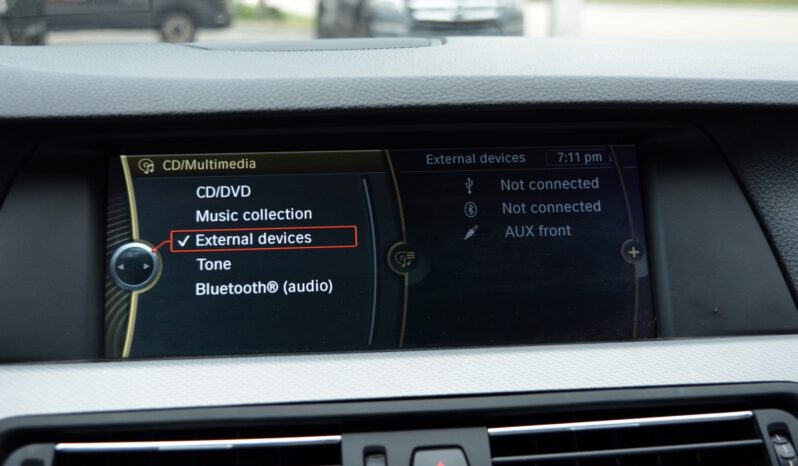 CD/Multimedia
CD/DVD
Music collection
External devices
Tone
Bluetooth® (audio)
External devices 7:11 pm
Not connected
Not connected
AUX front